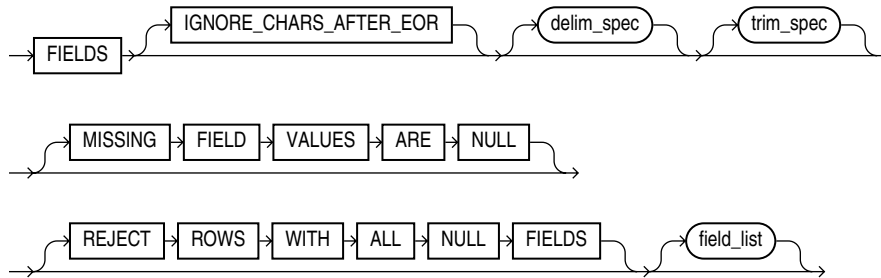 FIELDS IGNORE_CHARS_AFTER_EOR delim_spec trim_spec
MISSING FIELD VALUES ARE NULL
REJECT ROWS WITH ALL NULL FIELDS field_list